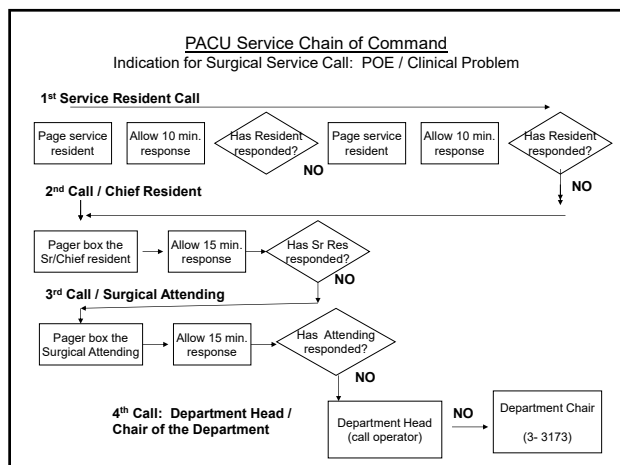 PACU Service Chain of Command
Indication for Surgical Service Call: POE / Clinical Problem
1st Service Resident Call
Page service
resident
Allow 10 min.
response
Has Resident
responded?
NO
Page service
resident
Allow 10 min.
response
Has Resident
responded?
NO
2nd Call / Chief Resident
Pager box the
Sr/Chief resident
Allow 15 min.
response
Has Sr Res
responded?
NO
3rd Call / Surgical Attending
Pager box the
Surgical Attending
Allow 15 min.
response
Has Attending
responded?
NO
4th Call: Department Head /
Chair of the Department
Department Head
(call operator)
NO
Department Chair
(3- 3173)